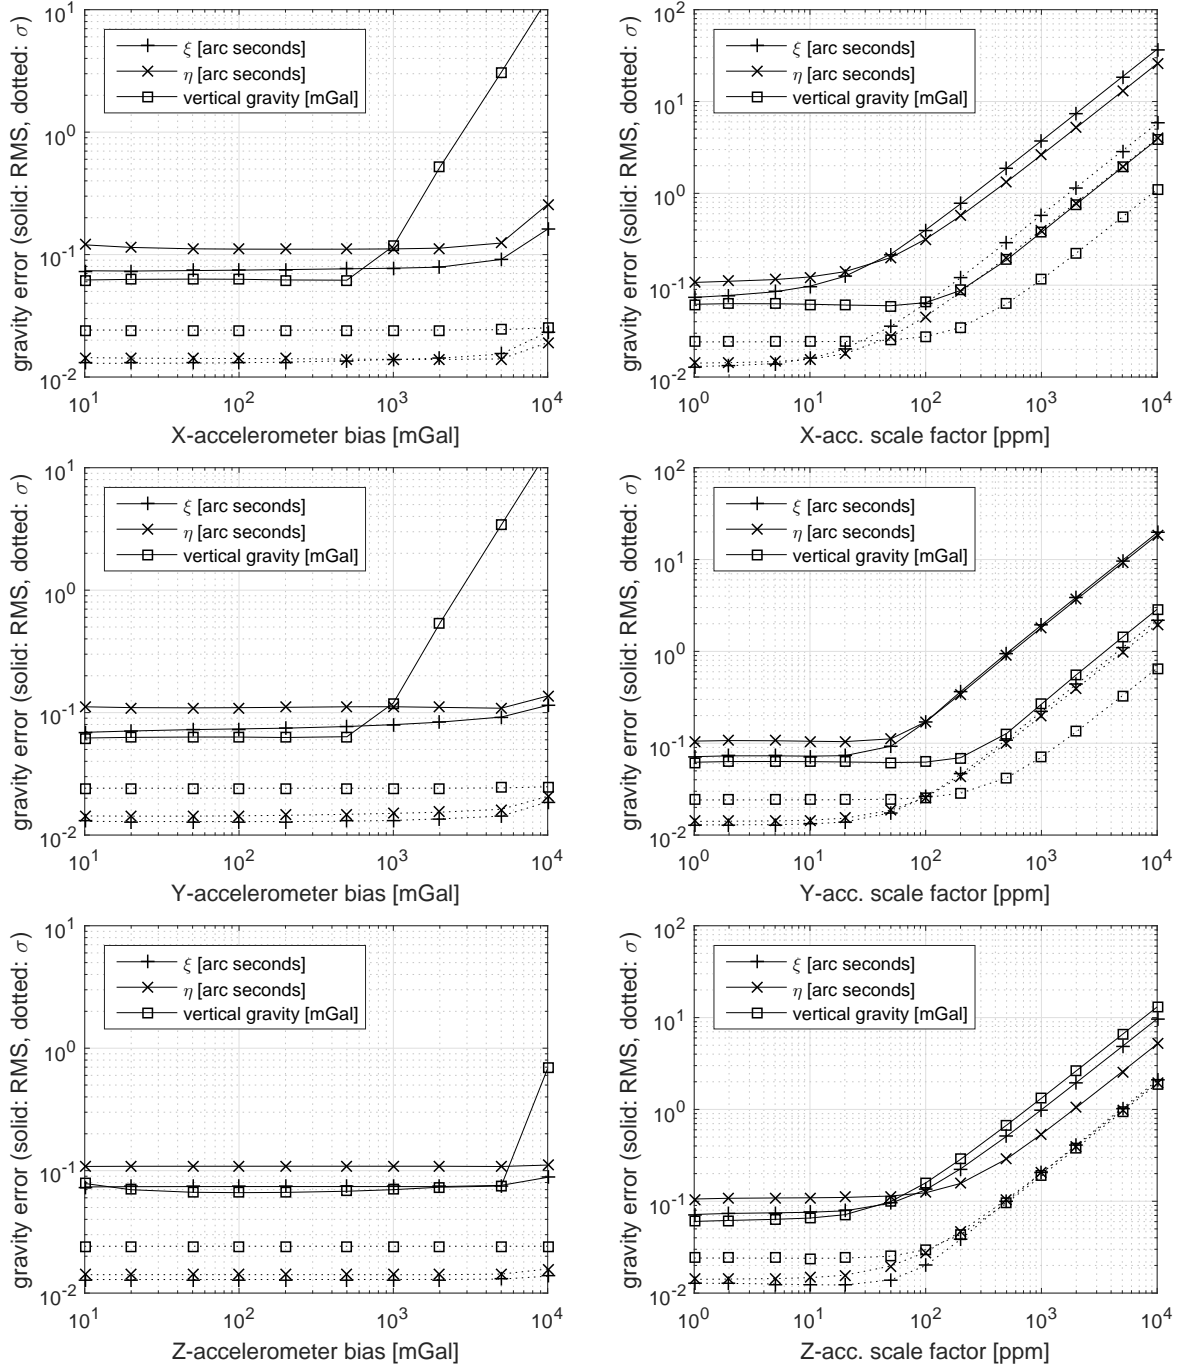 gravity error (solid: RMS, dotted: σ)
10^1
10^0
10^-1
10^-2
ξ [arc seconds]
η [arc seconds]
vertical gravity [mGal]
10^1 10^2 10^3 10^4
X-accelerometer bias [mGal]
gravity error (solid: RMS, dotted: σ)
10^2
10^1
10^0
10^-1
10^-2
ξ [arc seconds]
η [arc seconds]
vertical gravity [mGal]
10^0 10^1 10^2 10^3 10^4
X-acc. scale factor [ppm]
gravity error (solid: RMS, dotted: σ)
10^1
10^0
10^-1
10^-2
ξ [arc seconds]
η [arc seconds]
vertical gravity [mGal]
10^1 10^2 10^3 10^4
Y-accelerometer bias [mGal]
gravity error (solid: RMS, dotted: σ)
10^2
10^1
10^0
10^-1
10^-2
ξ [arc seconds]
η [arc seconds]
vertical gravity [mGal]
10^0 10^1 10^2 10^3 10^4
Y-acc. scale factor [ppm]
gravity error (solid: RMS, dotted: σ)
10^1
10^0
10^-1
10^-2
ξ [arc seconds]
η [arc seconds]
vertical gravity [mGal]
10^1 10^2 10^3 10^4
Z-accelerometer bias [mGal]
gravity error (solid: RMS, dotted: σ)
10^2
10^1
10^0
10^-1
10^-2
ξ [arc seconds]
η [arc seconds]
vertical gravity [mGal]
10^0 10^1 10^2 10^3 10^4
Z-acc. scale factor [ppm]